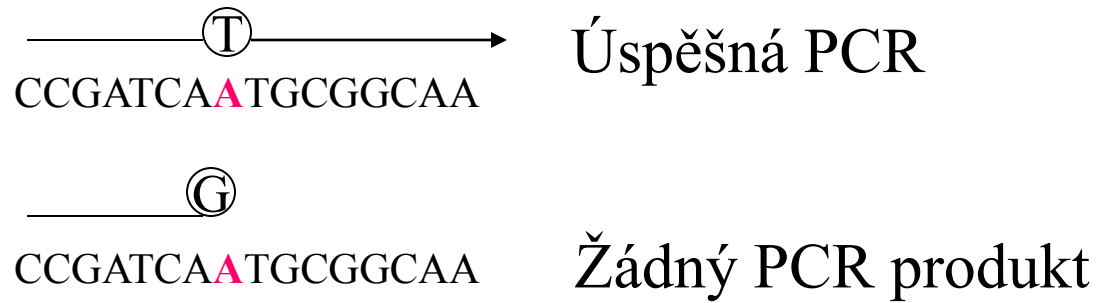 T
Úspěšná PCR
CCGATCAATGCGGCAA
G
CCGATCAATGCGGCAA
Žádný PCR produkt